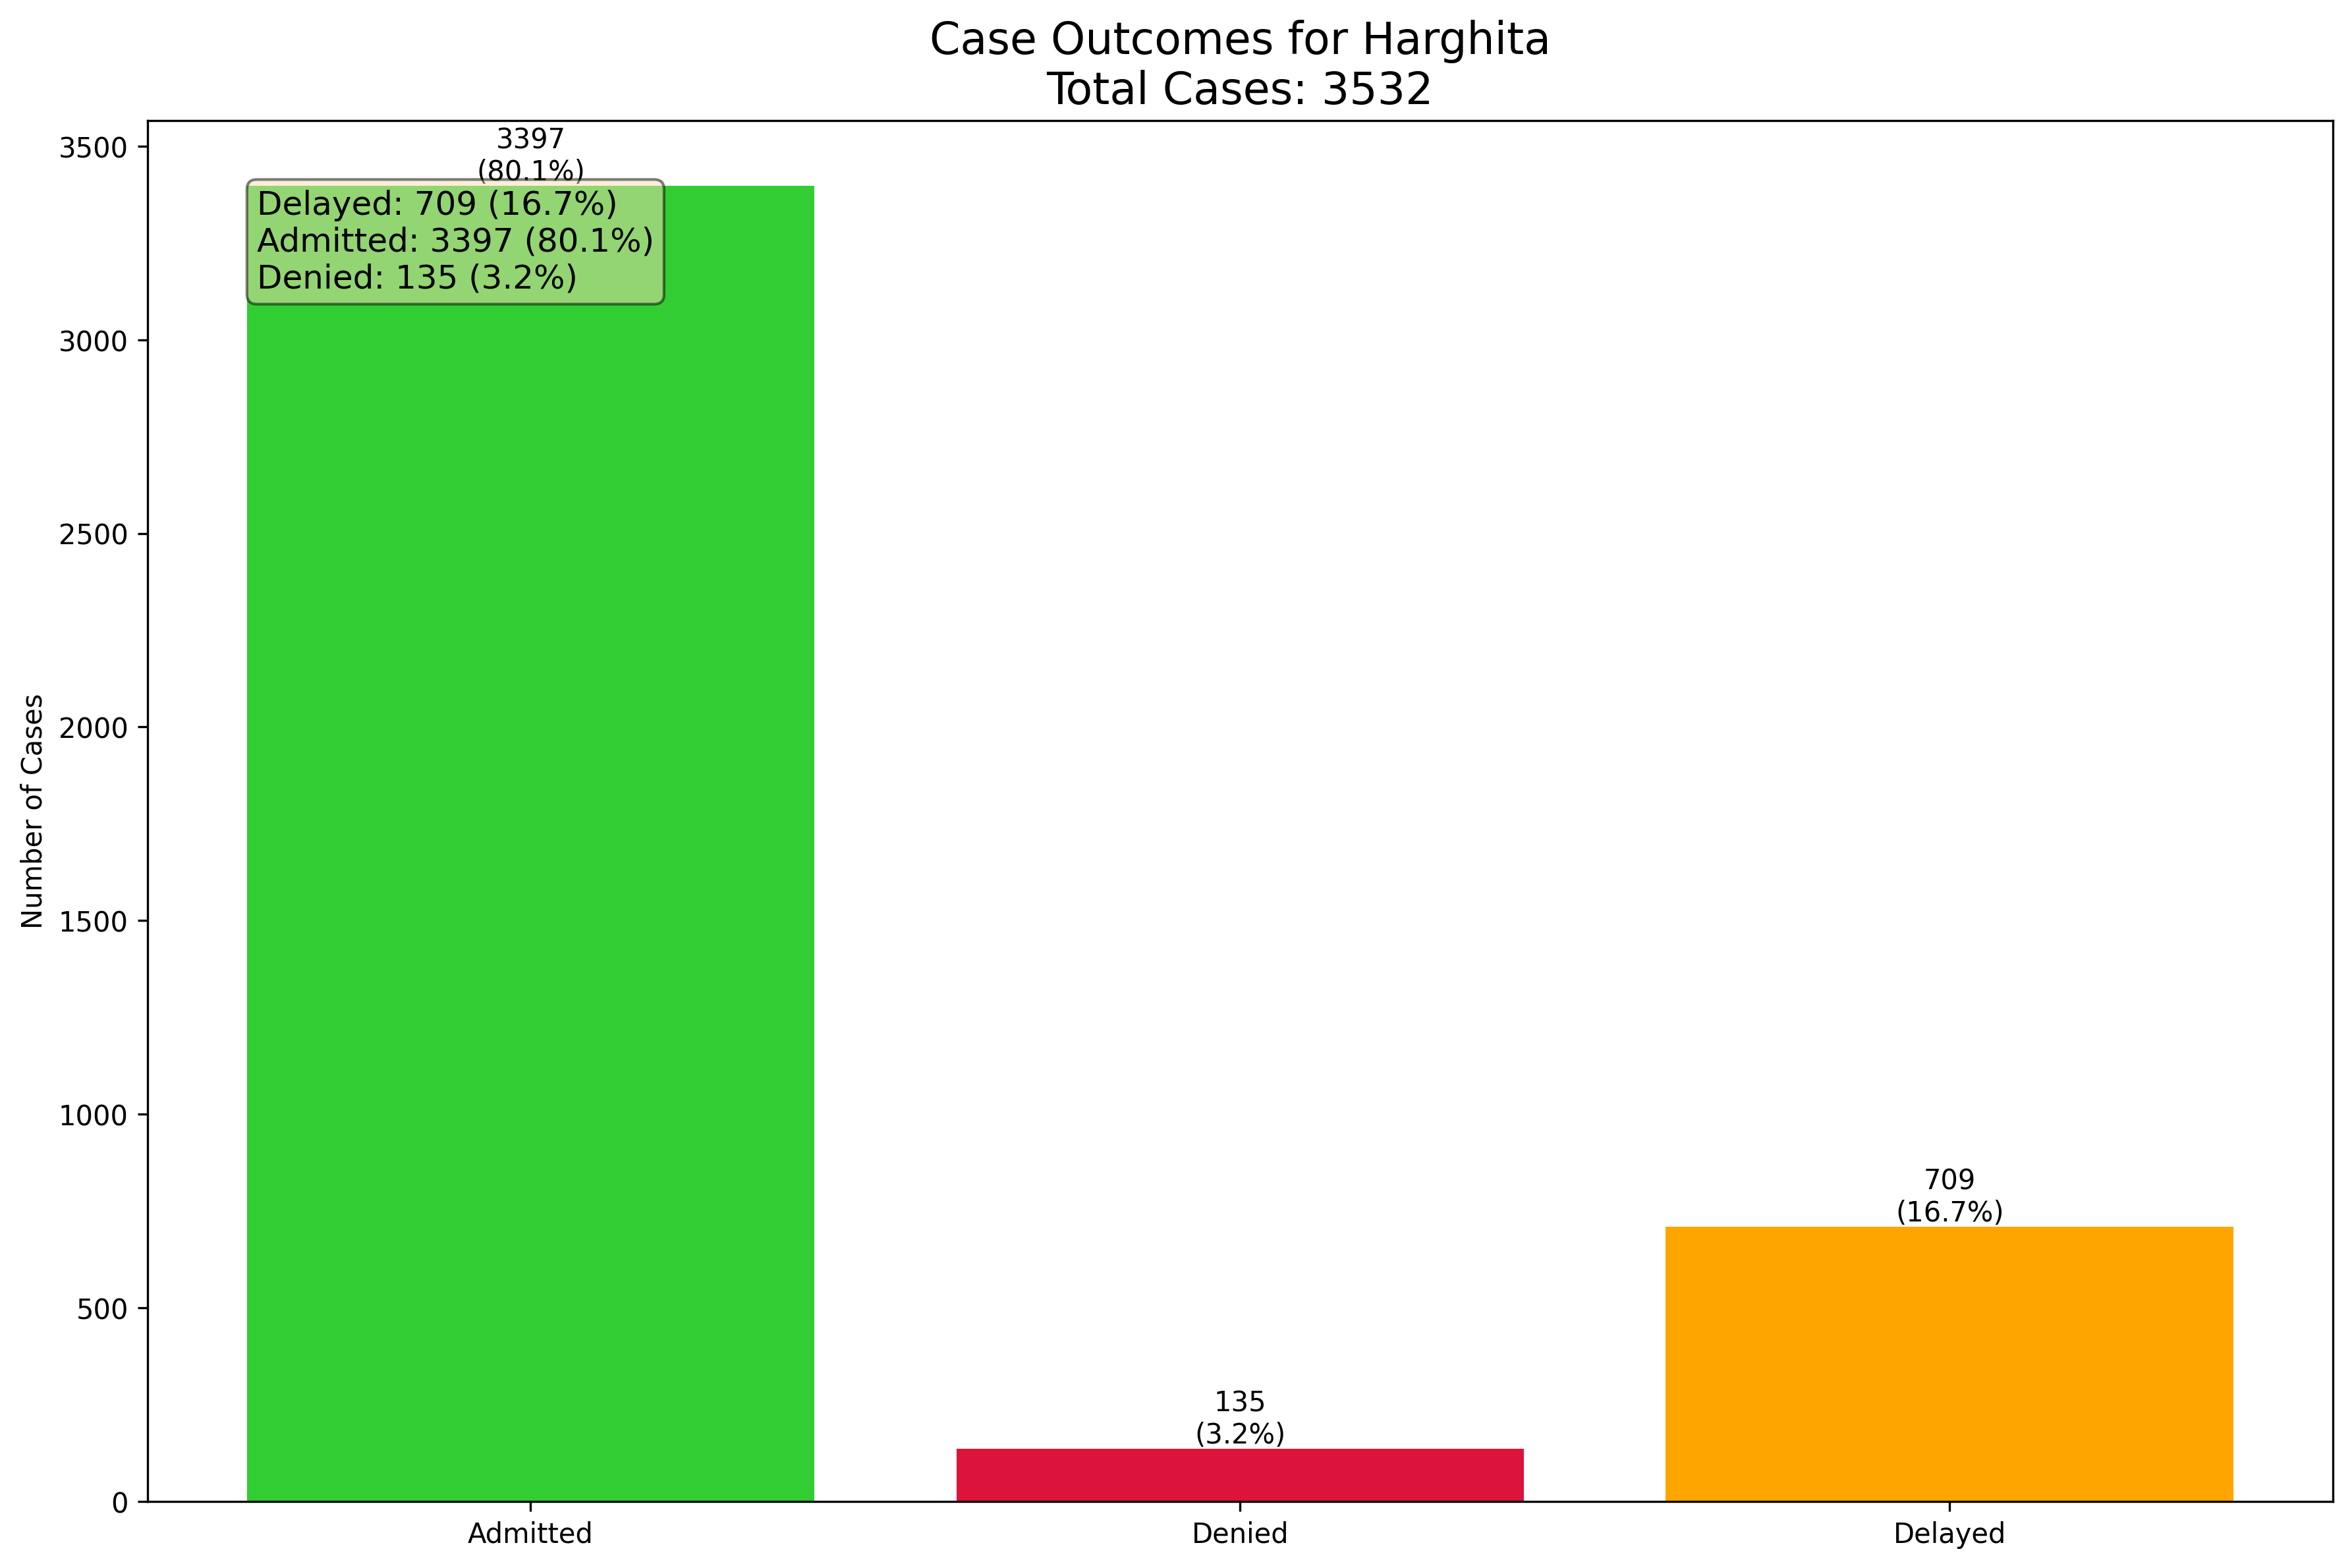 Case Outcomes for Harghita
Total Cases: 3532
3397
(80.1%)
Delayed: 709 (16.7%)
Admitted: 3397 (80.1%)
Denied: 135 (3.2%)
3500
3000
2500
2000
1500
1000
500
0
Number of Cases
135
(3.2%)
709
(16.7%)
Admitted
Denied
Delayed